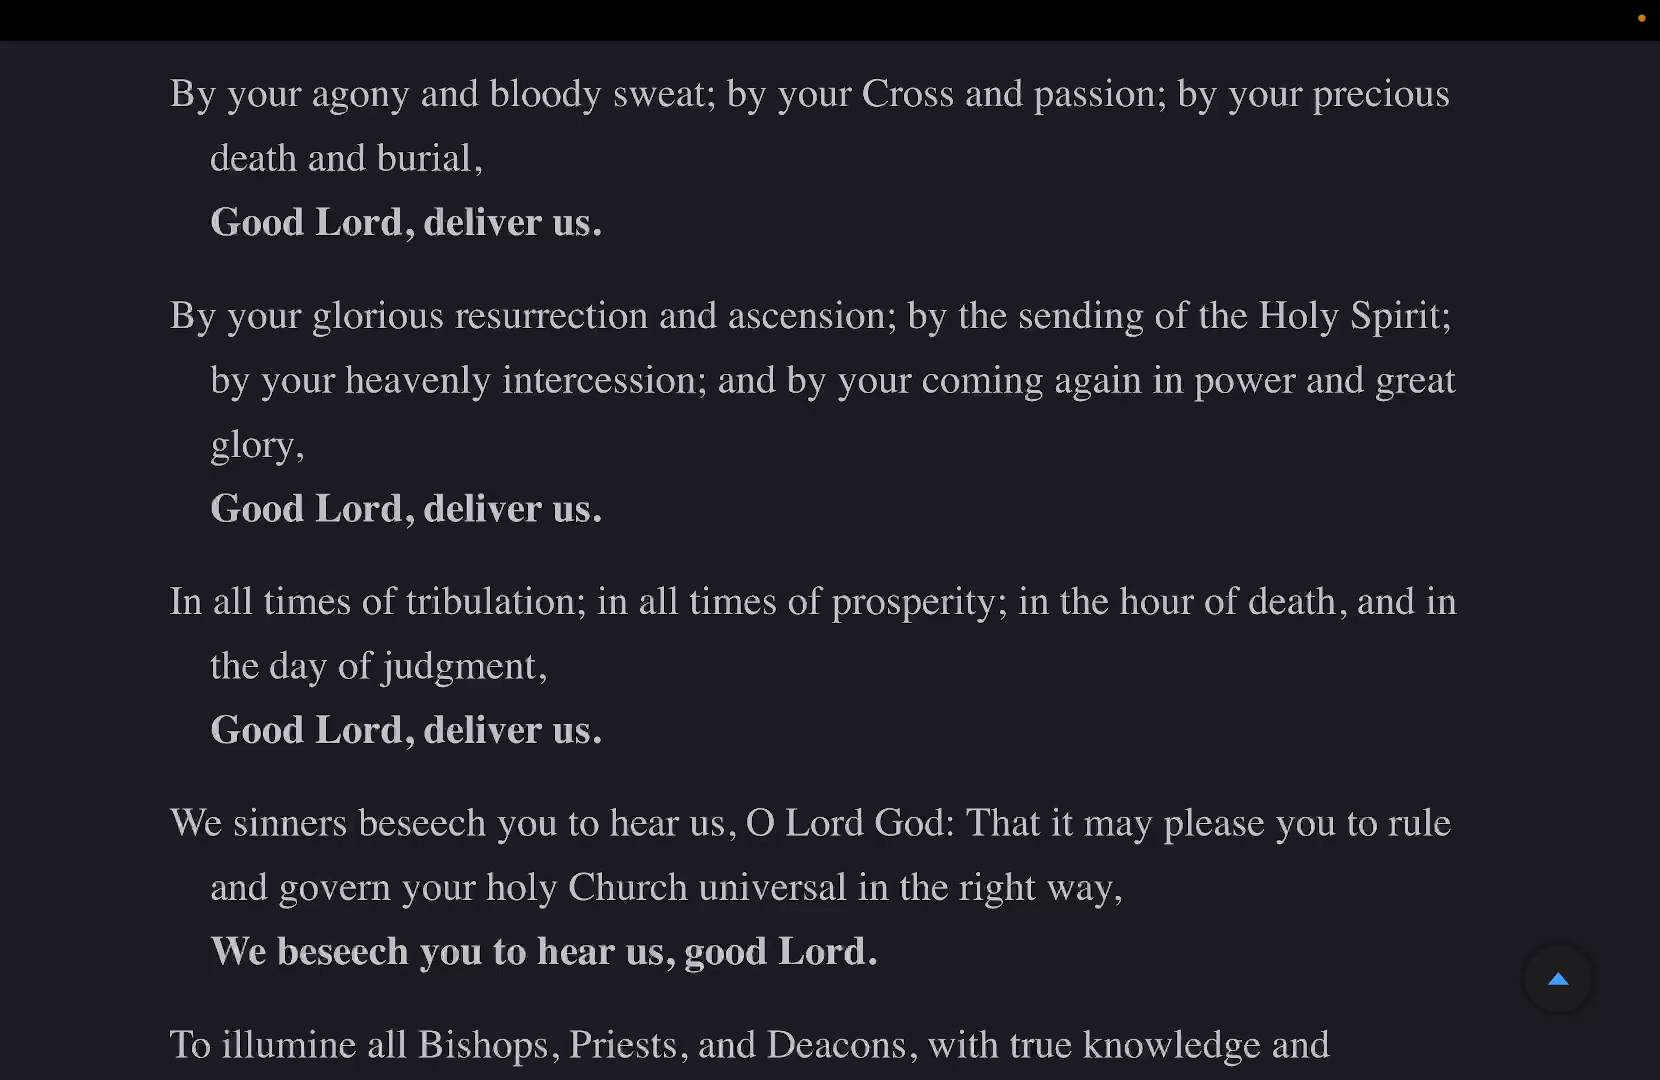 By your agony and bloody sweat; by your Cross and passion; by your precious
death and burial,
Good Lord, deliver us.
By your glorious resurrection and ascension; by the sending of the Holy Spirit;
by your heavenly intercession; and by your coming again in power and great
glory,
Good Lord, deliver us.
In all times of tribulation; in all times of prosperity; in the hour of death, and in
the day of judgment,
Good Lord, deliver us.
We sinners beseech you to hear us, O Lord God: That it may please you to rule
and govern your holy Church universal in the right way,
We beseech you to hear us, good Lord.
To illumine all Bishops, Priests, and Deacons, with true knowledge and